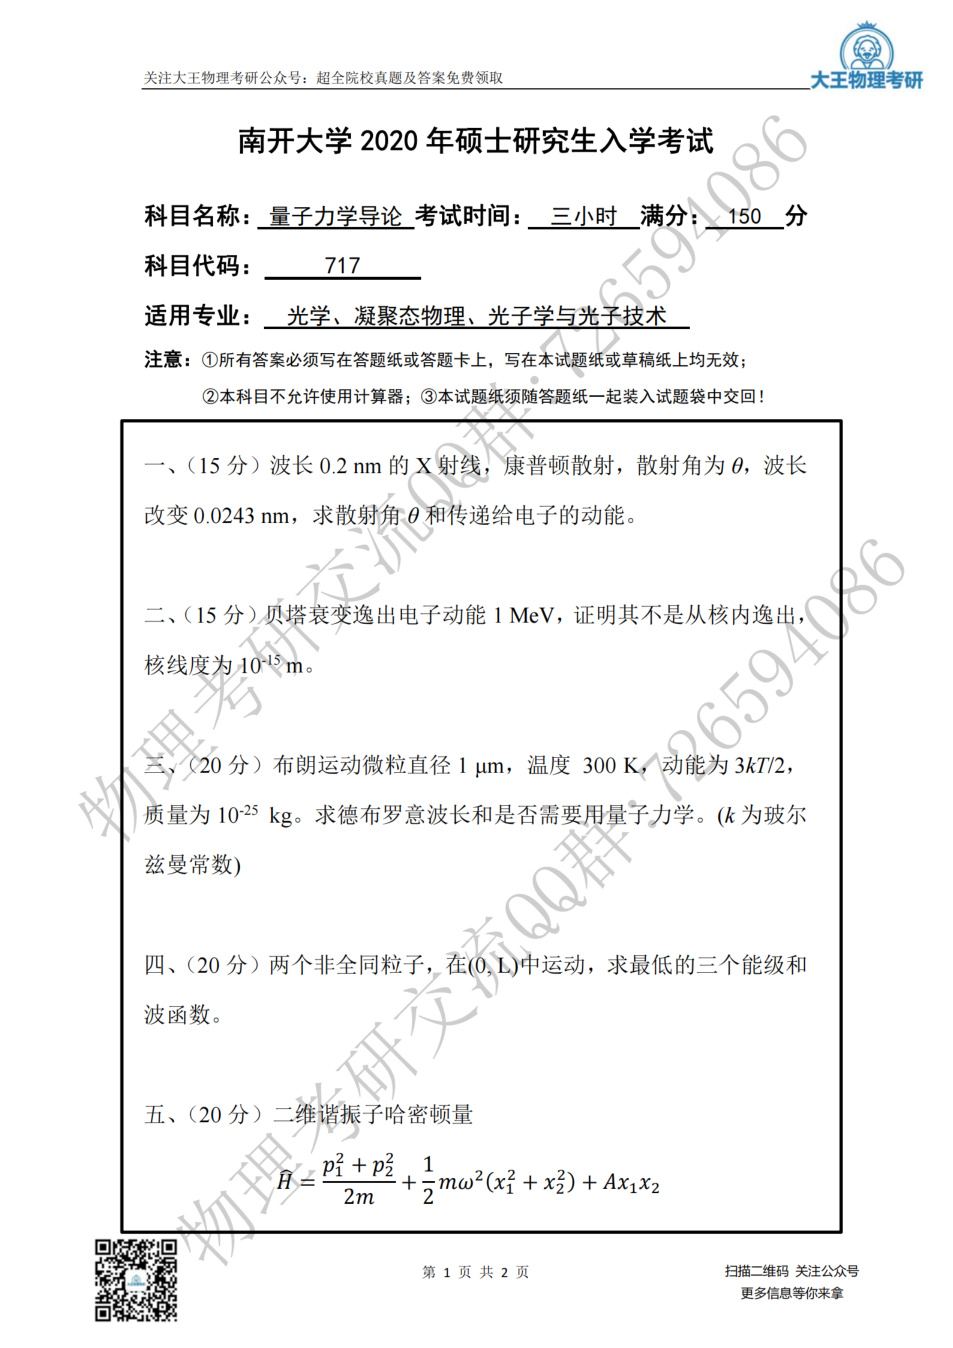 关注大王物理考研公众号：超全院校真题及答案免费领取
大王物理考研
南开大学 2020 年硕士研究生入学考试
科目名称：量子力学导论 考试时间：三小时 满分：150 分
科目代码：717
适用专业：光学、凝聚态物理、光子学与光子技术
注意：①所有答案必须写在答题纸或答题卡上，写在本试题纸或草稿纸上均无效；
②本科目不允许使用计算器；③本试题纸须随答题纸一起装入试题袋中交回！
一、（15 分）波长 0.2 nm 的 X 射线，康普顿散射，散射角为 θ，波长
改变 0.0243 nm，求散射角 θ 和传递给电子的动能。
二、（15 分）贝塔衰变逸出电子动能 1 MeV，证明其不是从核内逸出，
核线度为 10⁻¹⁵ m。
三、（20 分）布朗运动微粒直径 1 μm，温度 300 K，动能为 3kT/2，
质量为 10⁻²⁵ kg。求德布罗意波长和是否需要用量子力学。(k 为玻尔
兹曼常数)
四、（20 分）两个非全同粒子，在(0, L)中运动，求最低的三个能级和
波函数。
五、（20 分）二维谐振子哈密顿量
Ĥ = (p₁² + p₂²)/2m + 1/2 mω²(x₁² + x₂²) + Ax₁x₂
物理考研交流QQ群：726594086
物理考研交流QQ群：726594086
大王物理考研
第 1 页 共 2 页
扫描二维码 关注公众号
更多信息等你来拿